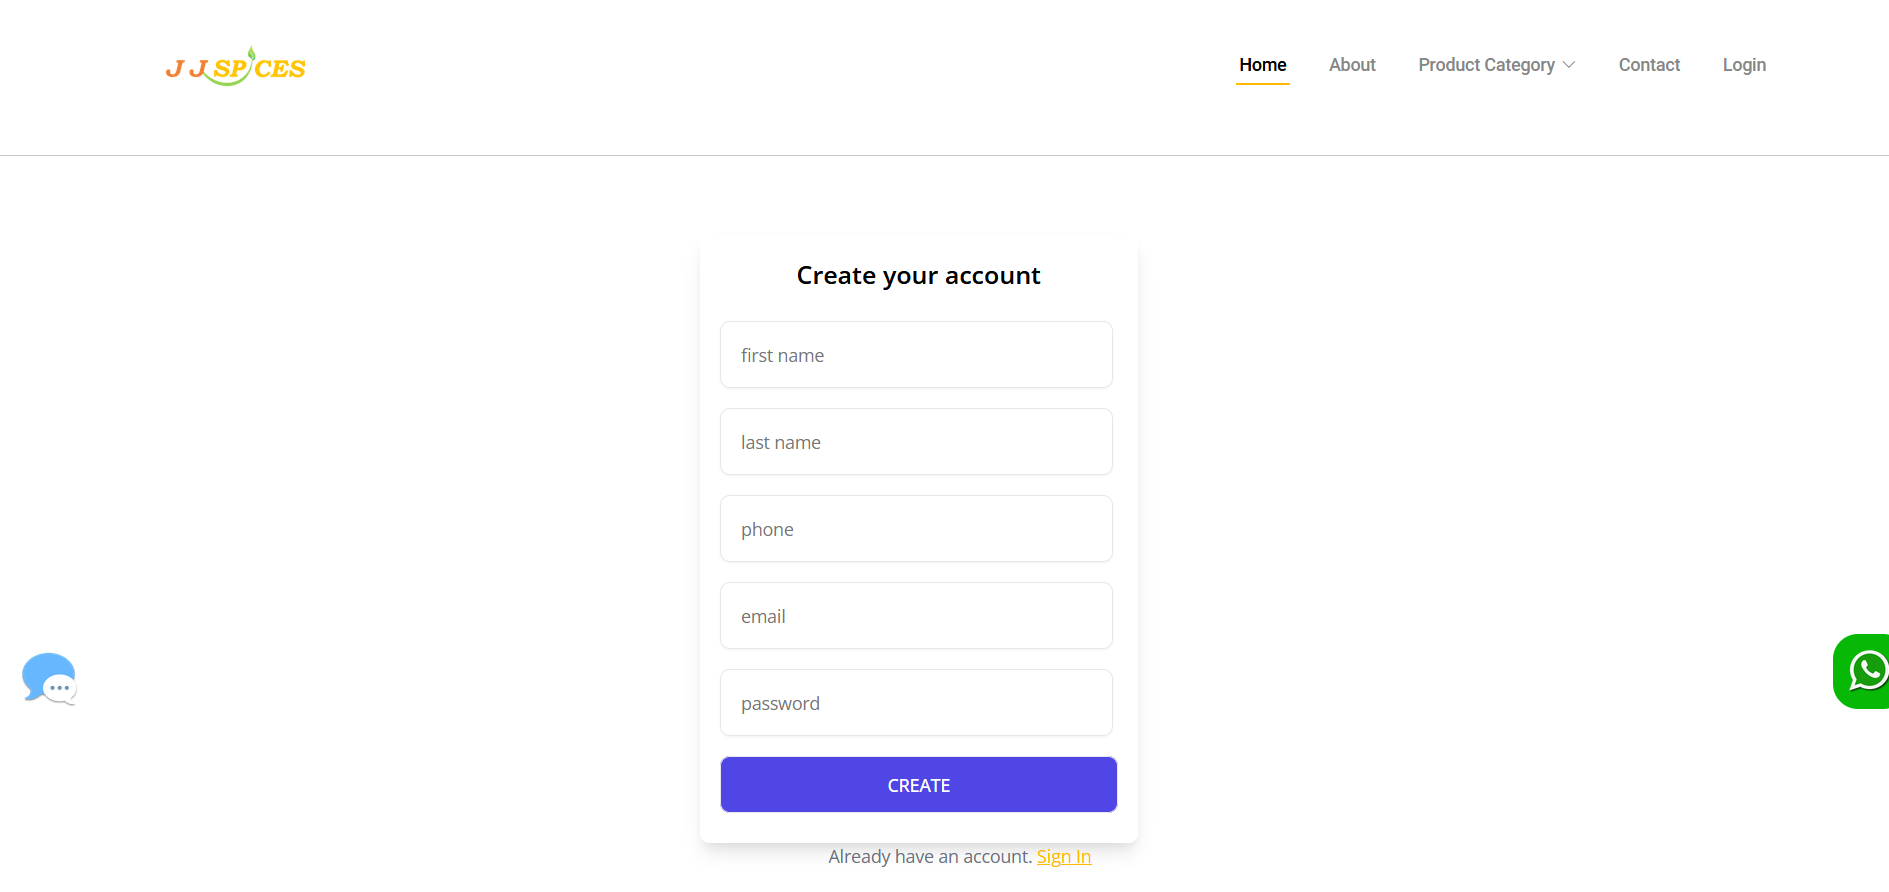 J J SPICES
Home About Product Category Contact Login
Create your account
first name
last name
phone
email
password
CREATE
Already have an account. Sign In